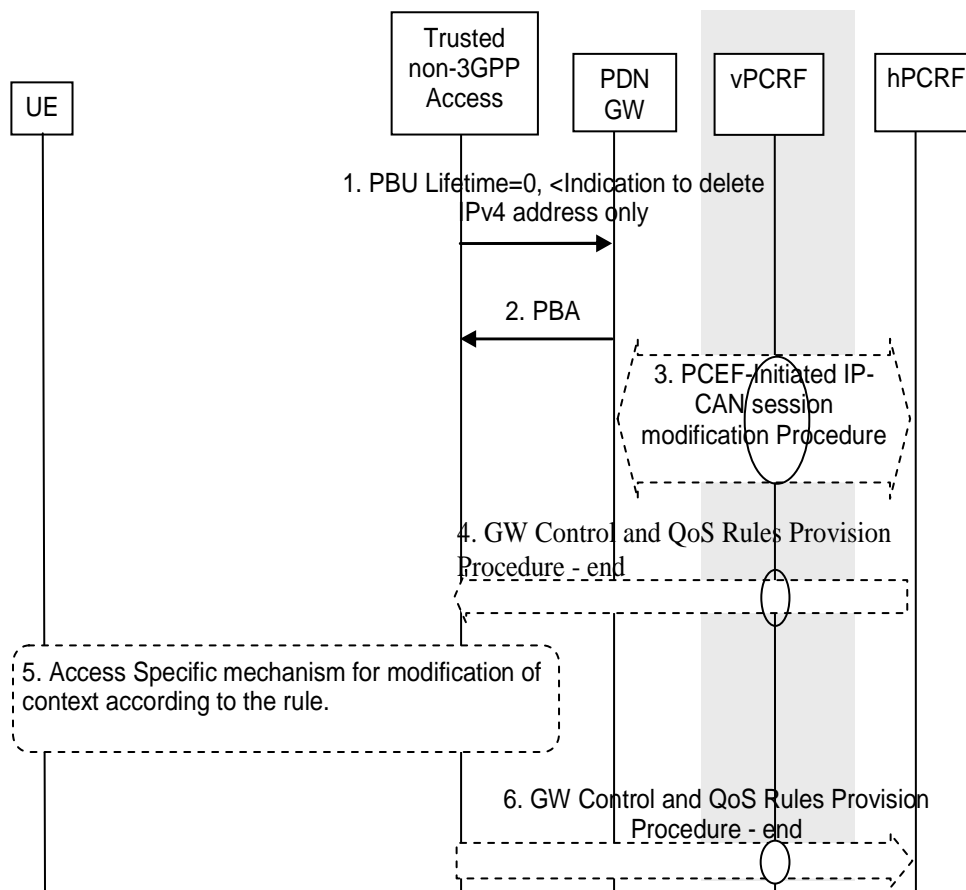 Trusted
non-3GPP
Access
PDN
GW
vPCRF
hPCRF
UE
1. PBU Lifetime=0, <Indication to delete
IPv4 address only
2. PBA
3. PCEF-Initiated IP-
CAN session
modification Procedure
4. GW Control and QoS Rules Provision
Procedure - end
5. Access Specific mechanism for modification of
context according to the rule.
6. GW Control and QoS Rules Provision
Procedure - end